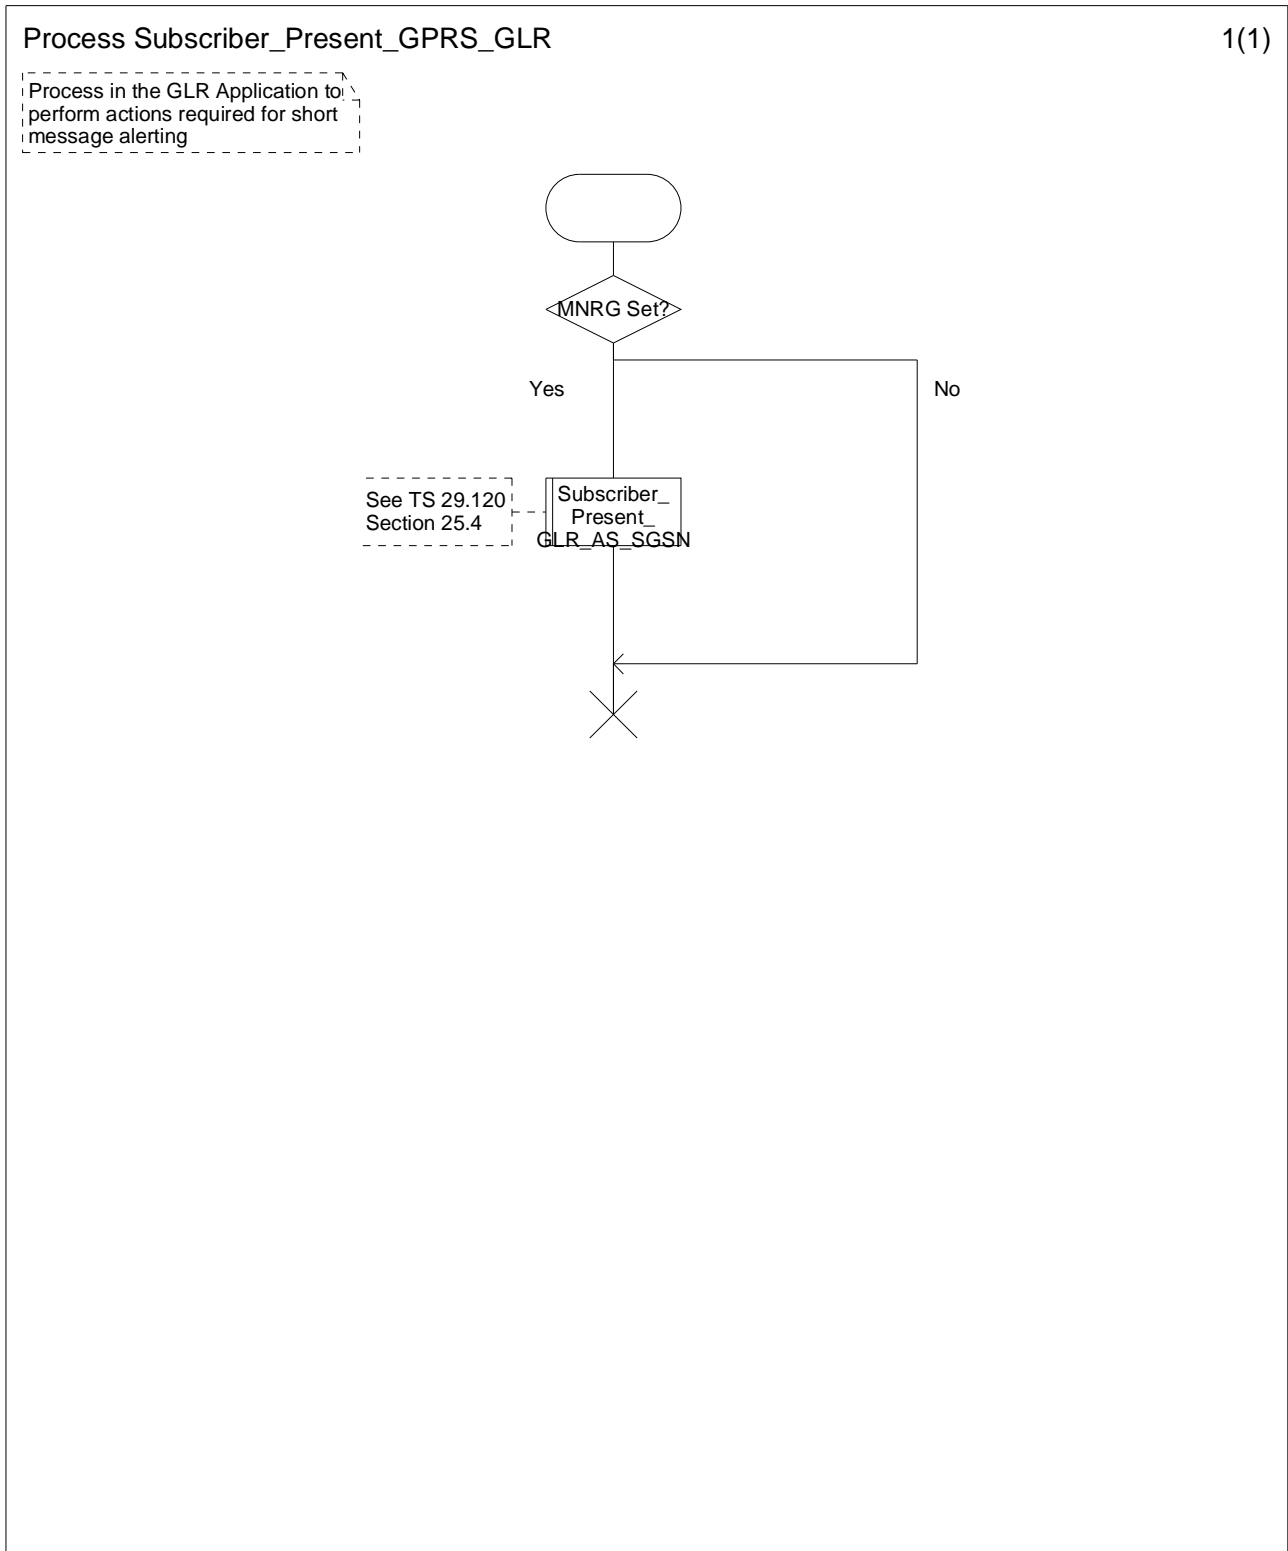 Process Subscriber_Present_GPRS_GLR
1(1)
Process in the GLR Application to
perform actions required for short
message alerting
MNRG Set?
Yes
No
See TS 29.120
Section 25.4
Subscriber_
Present_
GLR_AS_SGSN